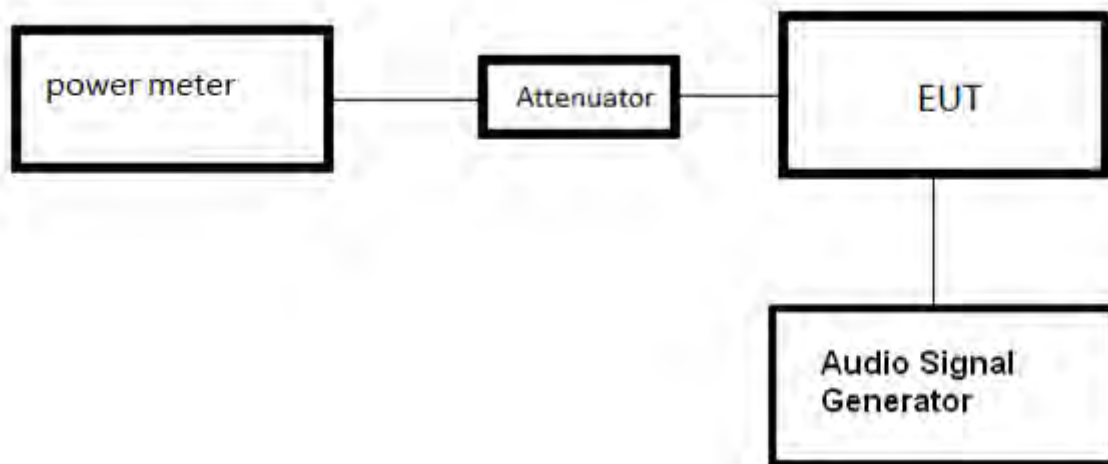 power meter
Attenuator
EUT
Audio Signal
Generator